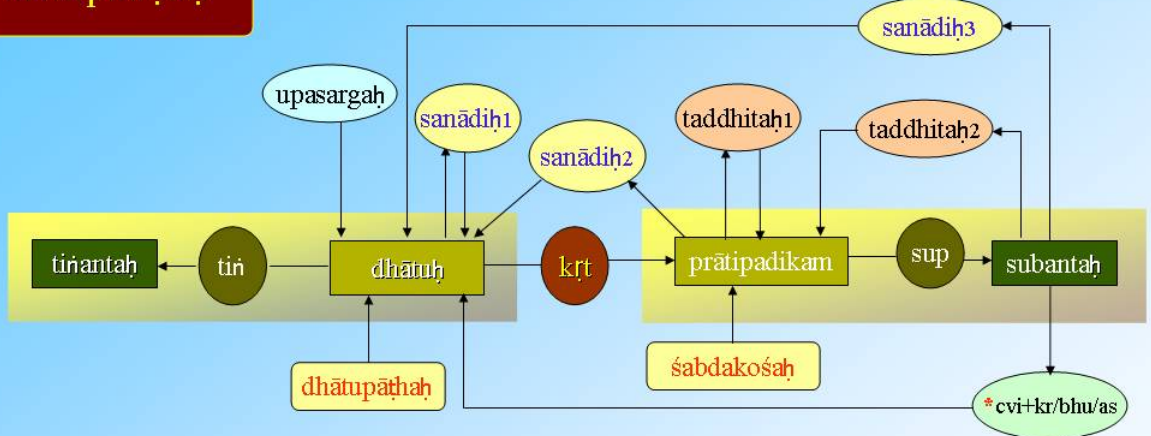 sanādiḥ3
upasargaḥ
sanādiḥ1
taddhitaḥ1
taddhitaḥ2
sanādiḥ2
tiṅantaḥ
tiṅ
dhātuḥ
kṛt
prātipadikam
sup
subantaḥ
dhātupāṭhaḥ
śabdakośaḥ
*cvi+kr/bhu/as